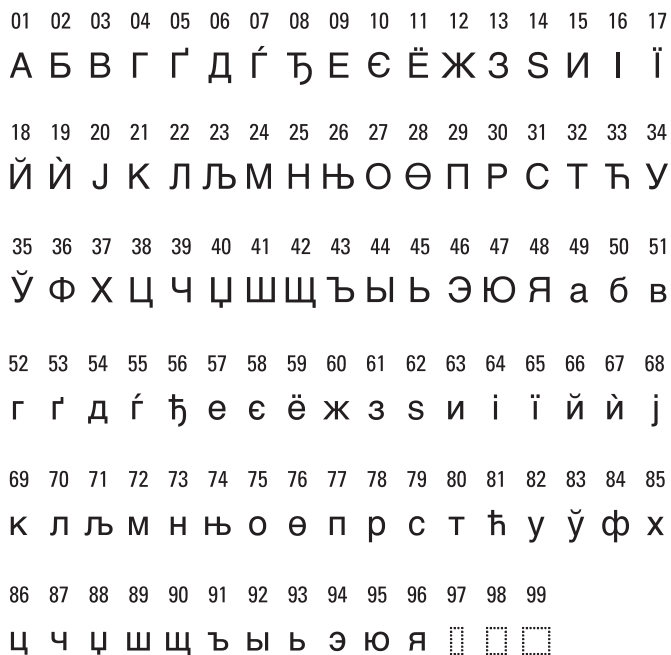 01 02 03 04 05 06 07 08 09 10 11 12 13 14 15 16 17
А Б В Г Ґ Д Ѓ Ђ Е Є Ё Ж З Ѕ И І Ї
18 19 20 21 22 23 24 25 26 27 28 29 30 31 32 33 34
Й Ѝ Ј К Л Љ М Н Њ О Ѳ П Р С Т Ћ У
35 36 37 38 39 40 41 42 43 44 45 46 47 48 49 50 51
Ў Ф Х Ц Ч Џ Ш Щ Ъ Ы Ь Э Ю Я а б в
52 53 54 55 56 57 58 59 60 61 62 63 64 65 66 67 68
г ґ д ѓ ђ е є ё ж з ѕ и і ї й ѝ ј
69 70 71 72 73 74 75 76 77 78 79 80 81 82 83 84 85
к л љ м н њ о ѳ п р с т ћ у ў ф х
86 87 88 89 90 91 92 93 94 95 96 97 98 99
ц ч џ ш щ ъ ы ь э ю я